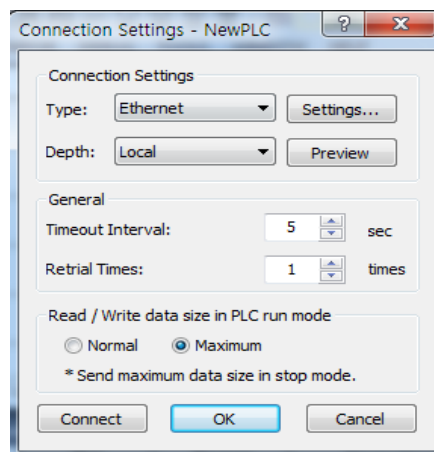 Connection Settings - NewPLC
Connection Settings
Type: Ethernet Settings...
Depth: Local Preview
General
Timeout Interval: 5 sec
Retrial Times: 1 times
Read / Write data size in PLC run mode
Normal Maximum
* Send maximum data size in stop mode.
Connect OK Cancel